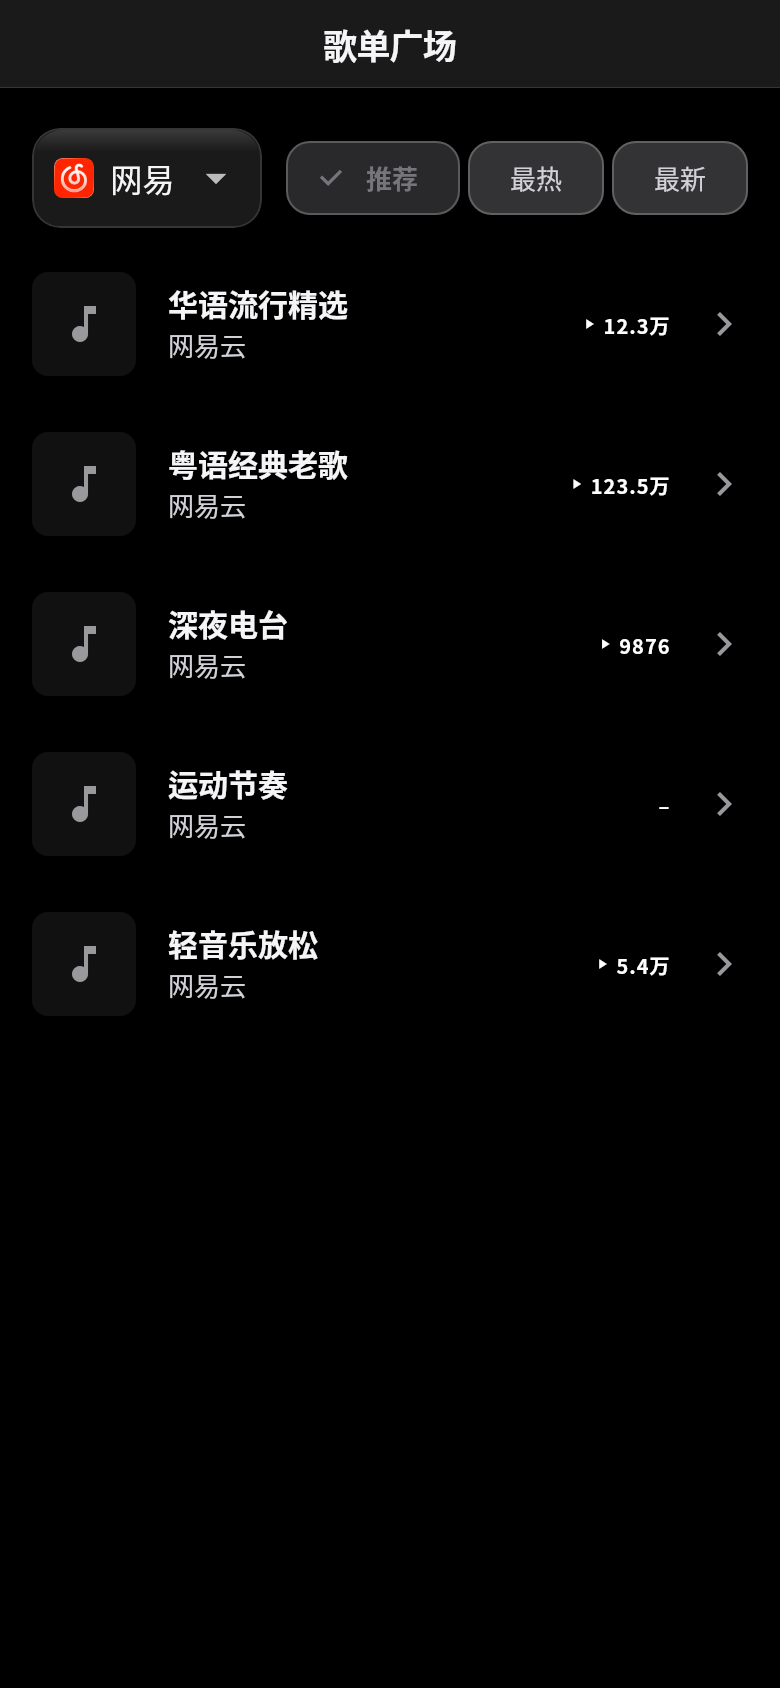 歌单广场
网易
推荐
最热
最新
华语流行精选
网易云
12.3万
粤语经典老歌
网易云
123.5万
深夜电台
网易云
9876
运动节奏
网易云
–
轻音乐放松
网易云
5.4万